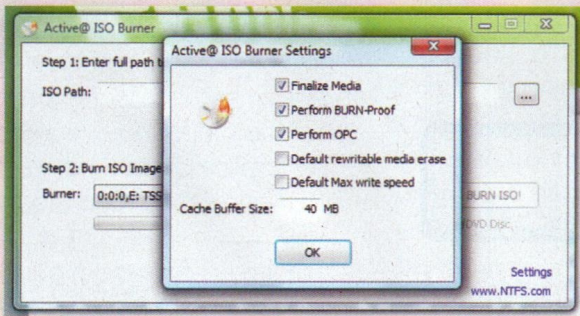 Active@ ISO Burner
Step 1: Enter full path t
ISO Path:
...
Step 2: Burn ISO Image
Burner: 0:0:0,E: TSS
BURN ISO!
DVD Disc.
Settings
www.NTFS.com
Active@ ISO Burner Settings
Finalize Media
Perform BURN-Proof
Perform OPC
Default rewritable media erase
Default Max write speed
Cache Buffer Size: 40 MB
OK